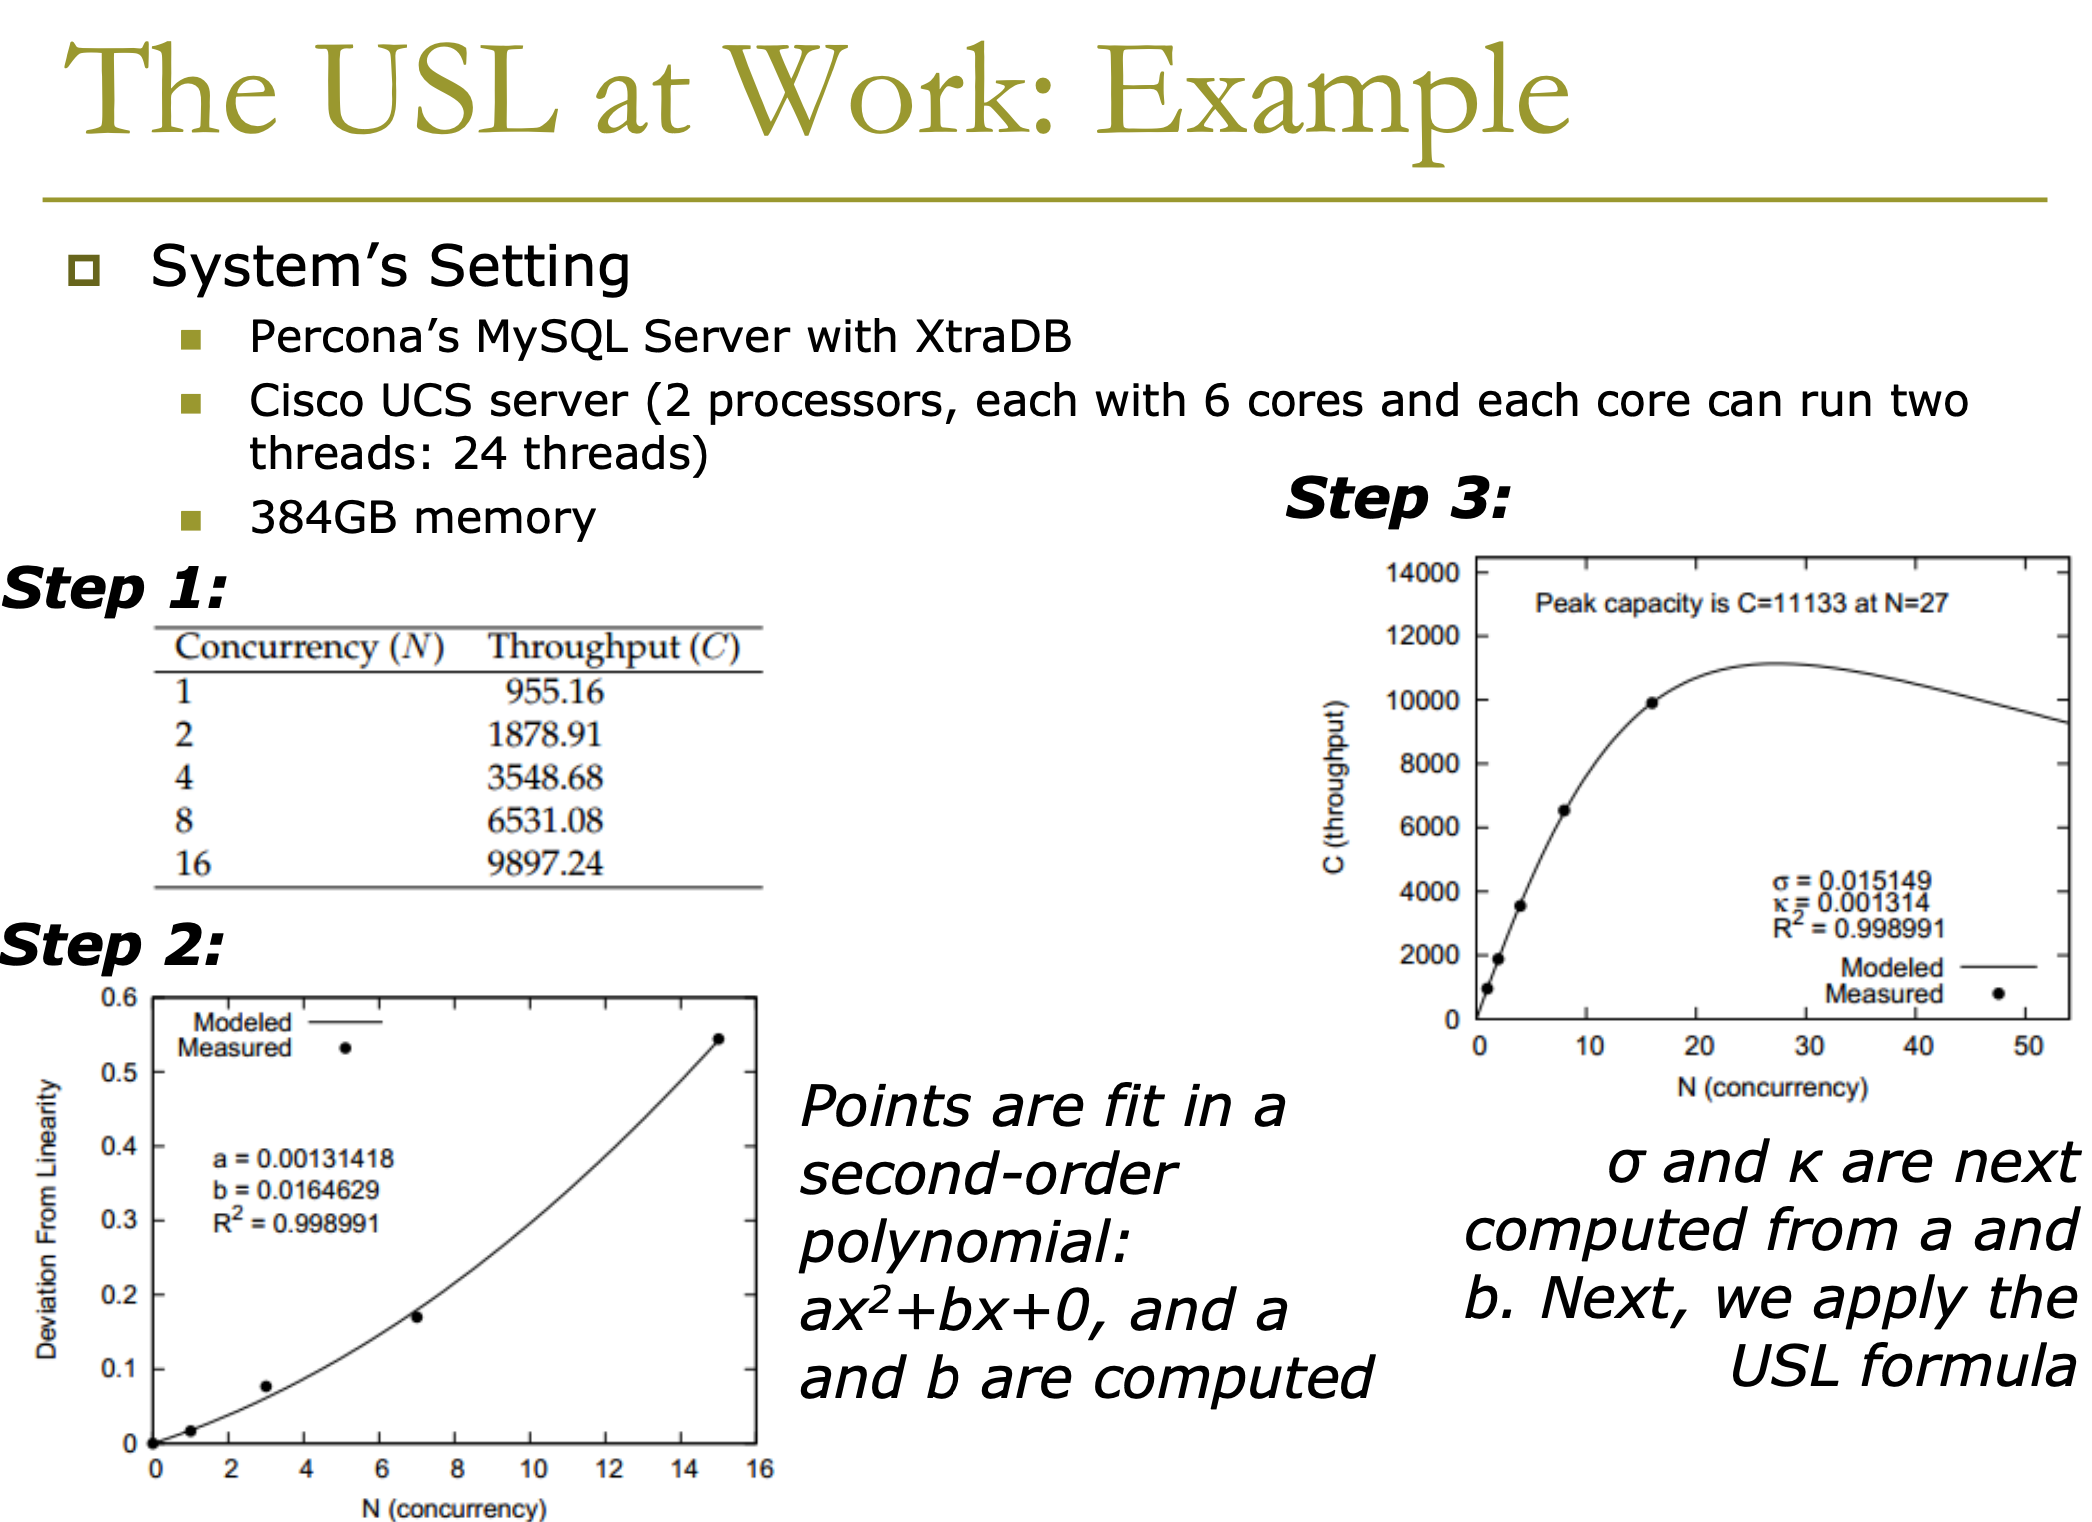 The USL at Work: Example
System’s Setting
Percona’s MySQL Server with XtraDB
Cisco UCS server (2 processors, each with 6 cores and each core can run two
threads: 24 threads)
384GB memory
Step 1:
Concurrency (N) Throughput (C)
1 955.16
2 1878.91
4 3548.68
8 6531.08
16 9897.24
Step 2:
0.6
0.5
0.4
0.3
0.2
0.1
0
Deviation From Linearity
Modeled
Measured
a = 0.00131418
b = 0.0164629
R² = 0.998991
0 2 4 6 8 10 12 14 16
N (concurrency)
Points are fit in a
second-order
polynomial:
ax²+bx+0, and a
and b are computed
Step 3:
14000
12000
10000
8000
6000
4000
2000
0
C (throughput)
Peak capacity is C=11133 at N=27
σ = 0.015149
κ = 0.001314
R² = 0.998991
Modeled
Measured
0 10 20 30 40 50
N (concurrency)
σ and κ are next
computed from a and
b. Next, we apply the
USL formula